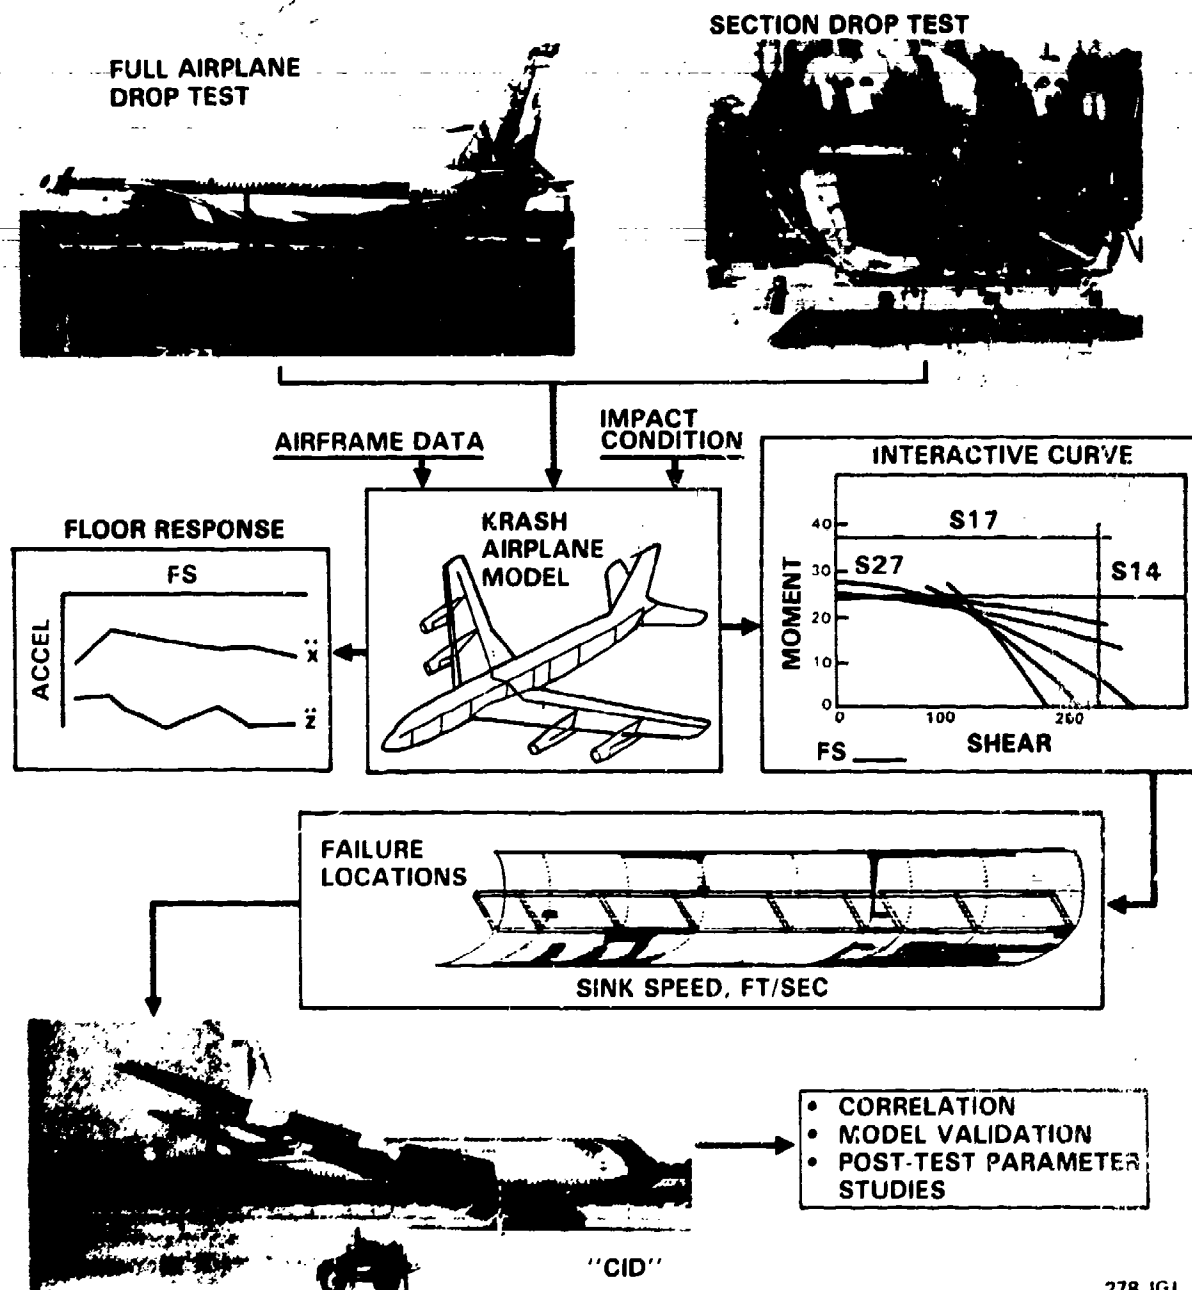 SECTION DROP TEST
FULL AIRPLANE
DROP TEST
AIRFRAME DATA
IMPACT
CONDITION
INTERACTIVE CURVE
FLOOR RESPONSE
KRASH
AIRPLANE
MODEL
FS
ACCEL
Ẍ
Z̈
MOMENT
40
30
20
10
0
S17
S27
S14
0
100
200
SHEAR
FS
FAILURE
LOCATIONS
SINK SPEED, FT/SEC
• CORRELATION
• MODEL VALIDATION
• POST-TEST PARAMETER
STUDIES
"CID"